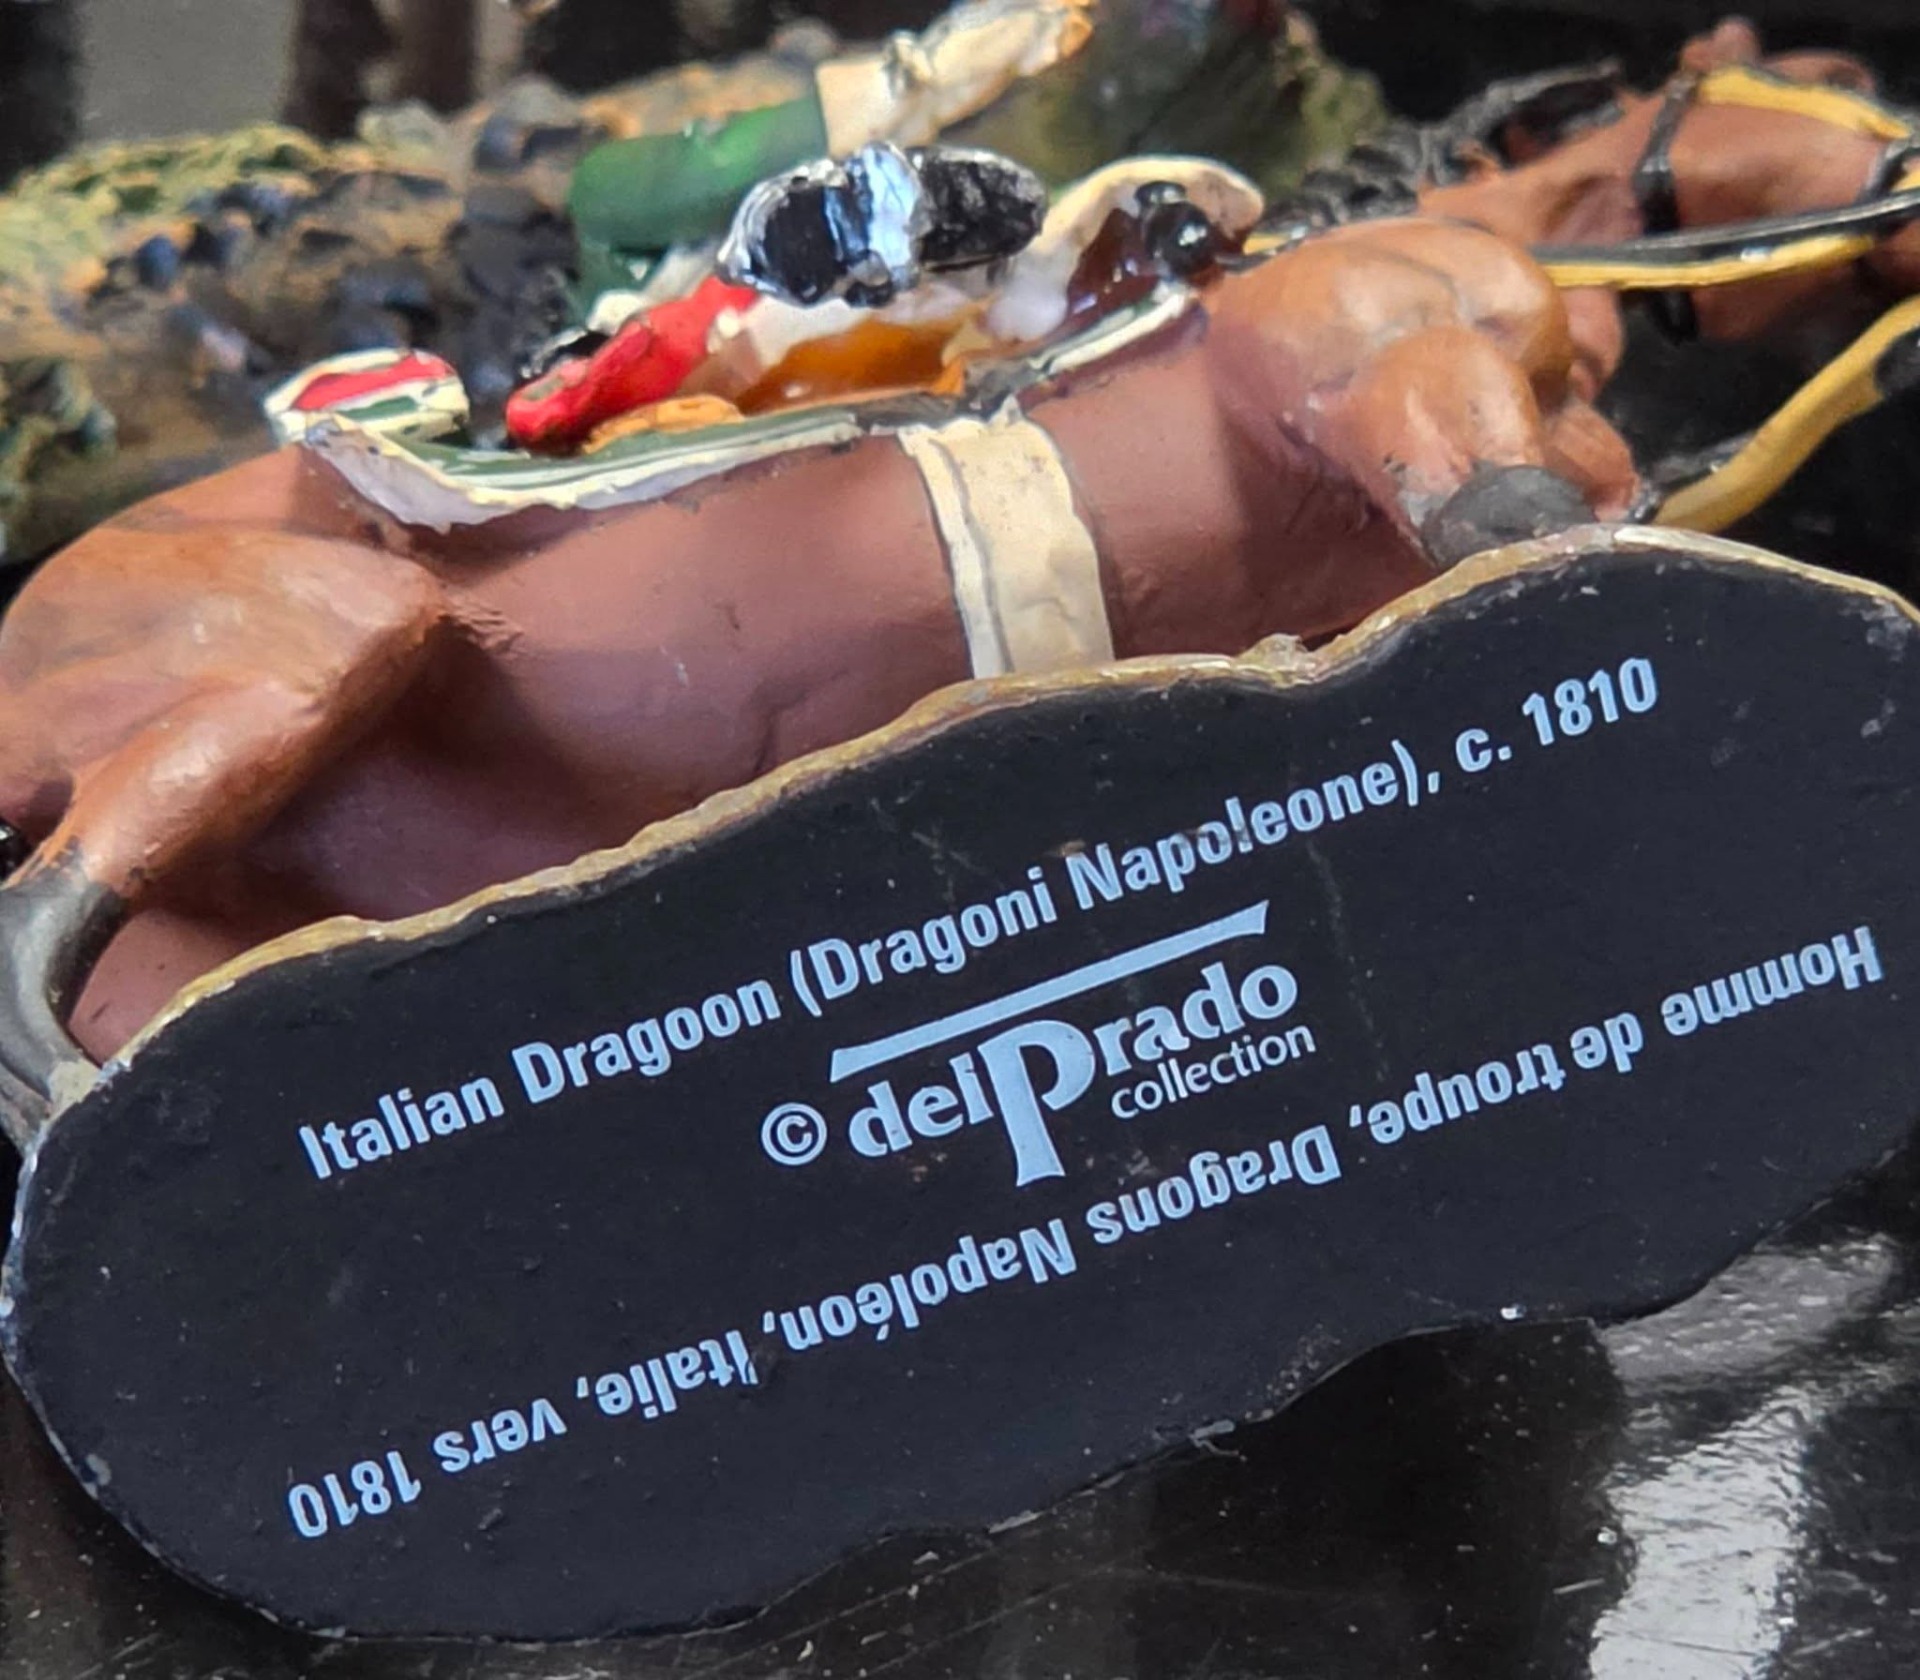 Italian Dragoon (Dragoni Napoleone), c. 1810
© delPrado
collection
Homme de troupe, Dragons Napoléon, Italie, vers 1810